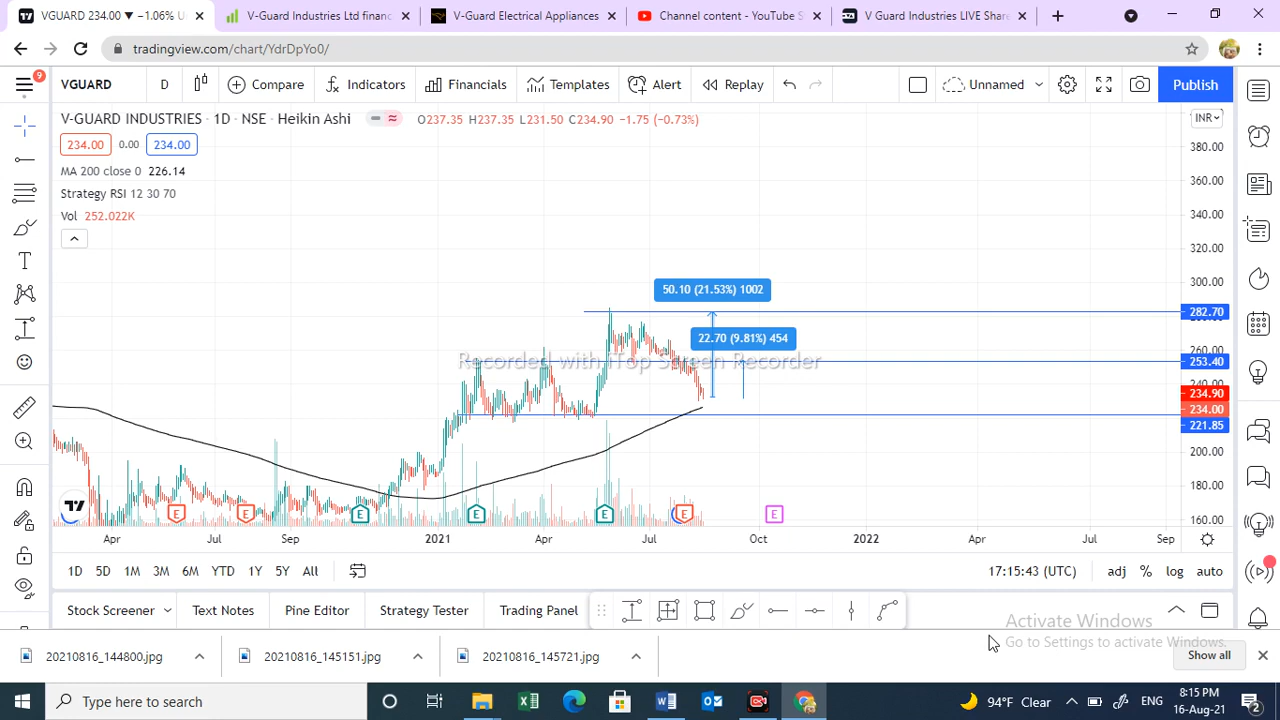 VGUARD 234.00 ▼ −1.06% U
V-Guard Industries Ltd financ
V-Guard Electrical Appliances
Channel content - YouTube S
V Guard Industries LIVE Share
tradingview.com/chart/YdrDpYo0/
9
VGUARD
D
Compare
Indicators
Financials
Templates
Alert
Replay
Unnamed
Publish
V-GUARD INDUSTRIES · 1D · NSE · Heikin Ashi
O237.35 H237.35 L231.50 C234.90 −1.75 (−0.73%)
INR
234.00
0.00
234.00
MA 200 close 0 226.14
Strategy RSI 12 30 70
Vol 252.022K
380.00
360.00
340.00
320.00
300.00
282.70
260.00
253.40
240.00
234.90
234.00
221.85
200.00
180.00
160.00
50.10 (21.53%) 1002
22.70 (9.81%) 454
Recorded with iTop Screen Recorder
E
E
E
E
E
E
E
Apr
Jul
Sep
2021
Apr
Jul
Oct
2022
Apr
Jul
Sep
1D
5D
1M
3M
6M
YTD
1Y
5Y
All
17:15:43 (UTC)
adj
%
log
auto
Stock Screener
Text Notes
Pine Editor
Strategy Tester
Trading Panel
Activate Windows
Go to Settings to activate Windows.
20210816_144800.jpg
20210816_145151.jpg
20210816_145721.jpg
Show all
Type here to search
94°F Clear
ENG
8:15 PM
16-Aug-21
2